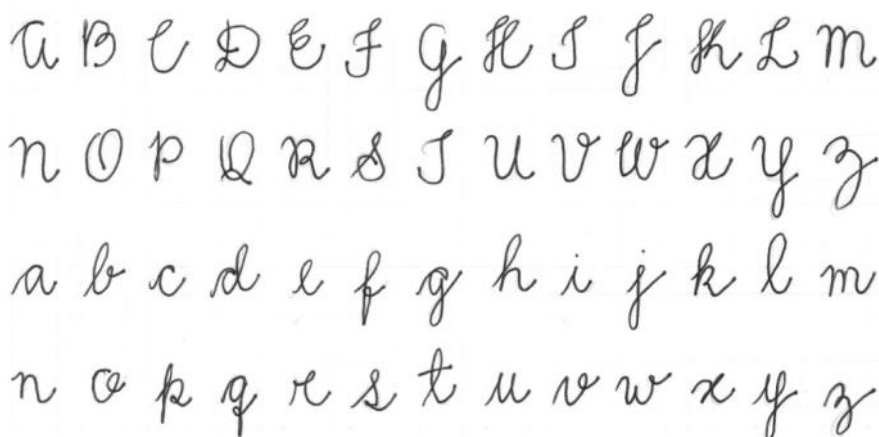 A B C D E F G H I J K L M
N O P Q R S T U V W X Y Z
a b c d e f g h i j k l m
n o p q r s t u v w x y z